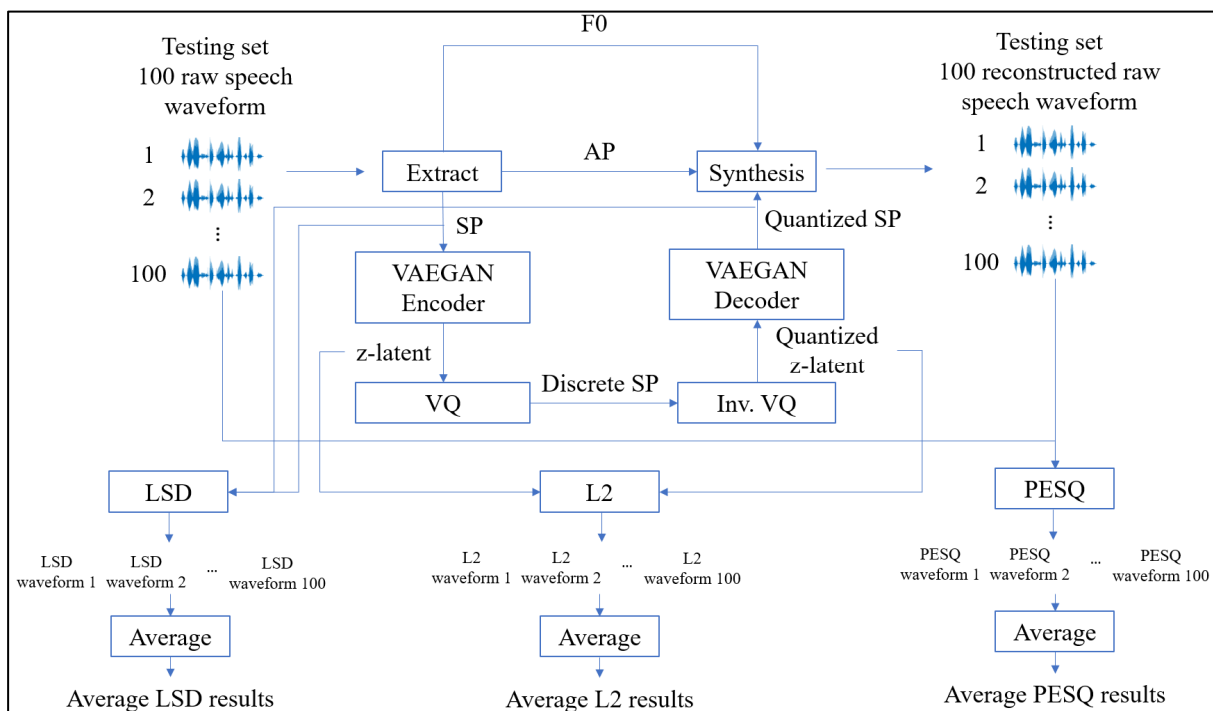 F0
Testing set
100 raw speech
waveform
Testing set
100 reconstructed raw
speech waveform
1
2
...
100
1
2
...
100
Extract
AP
Synthesis
SP
Quantized SP
VAEGAN
Encoder
VAEGAN
Decoder
z-latent
Quantized
z-latent
VQ
Discrete SP
Inv. VQ
LSD
L2
PESQ
LSD
waveform 1
LSD
waveform 2
...
LSD
waveform 100
L2
waveform 1
L2
waveform 2
...
L2
waveform 100
PESQ
waveform 1
PESQ
waveform 2
...
PESQ
waveform 100
Average
Average
Average
Average LSD results
Average L2 results
Average PESQ results